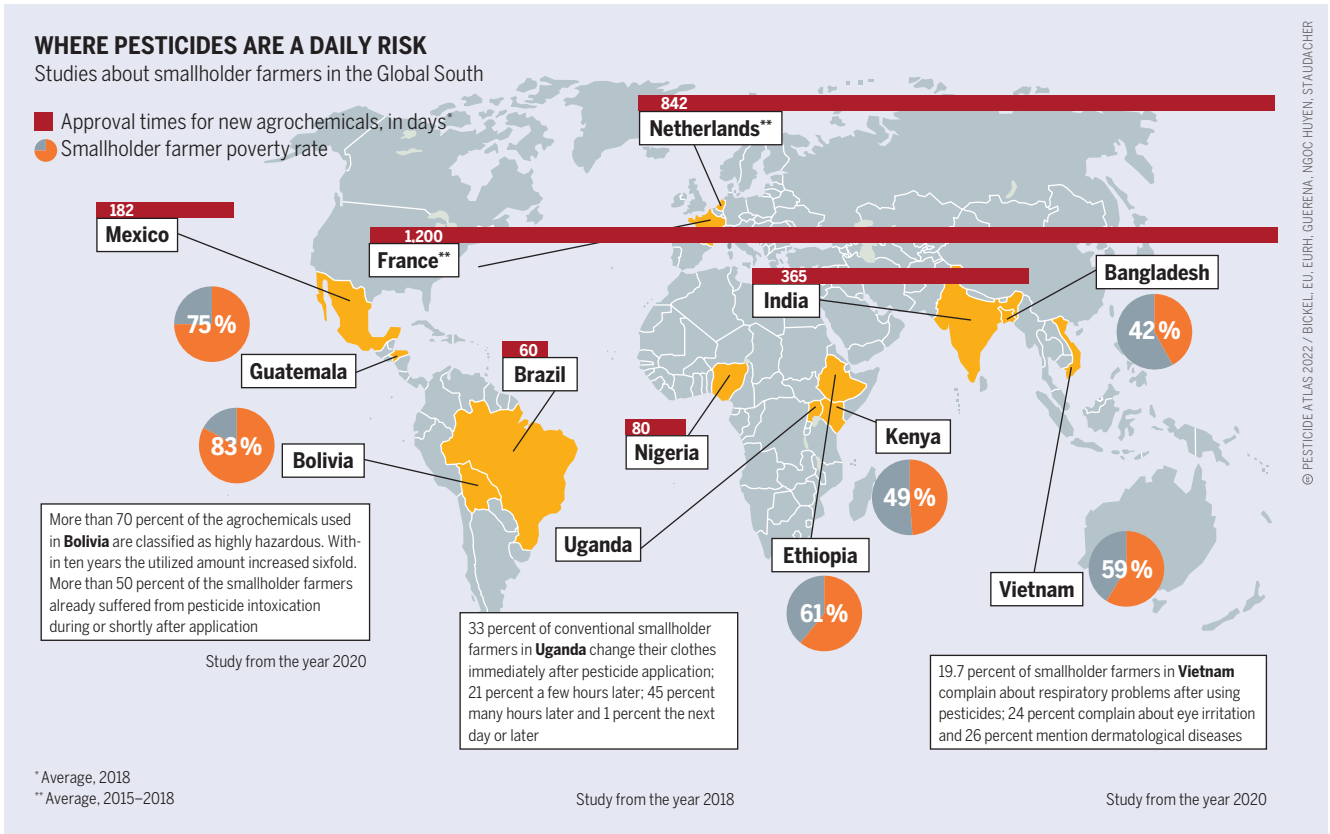 WHERE PESTICIDES ARE A DAILY RISK
Studies about smallholder farmers in the Global South
Approval times for new agrochemicals, in days*
Smallholder farmer poverty rate
842
Netherlands**
182
Mexico
1,200
France**
365
India
Bangladesh
42 %
75 %
Guatemala
60
Brazil
83 %
Bolivia
80
Nigeria
Kenya
49 %
Uganda
Ethiopia
61 %
Vietnam
59 %
More than 70 percent of the agrochemicals used
in Bolivia are classified as highly hazardous. With-
in ten years the utilized amount increased sixfold.
More than 50 percent of the smallholder farmers
already suffered from pesticide intoxication
during or shortly after application
Study from the year 2020
33 percent of conventional smallholder
farmers in Uganda change their clothes
immediately after pesticide application;
21 percent a few hours later; 45 percent
many hours later and 1 percent the next
day or later
Study from the year 2018
19.7 percent of smallholder farmers in Vietnam
complain about respiratory problems after using
pesticides; 24 percent complain about eye irritation
and 26 percent mention dermatological diseases
Study from the year 2020
* Average, 2018
** Average, 2015–2018
PESTICIDE ATLAS 2022 / BICKEL, EU, EURH, GUERENA, NGOC HUYEN, STAUDACHER